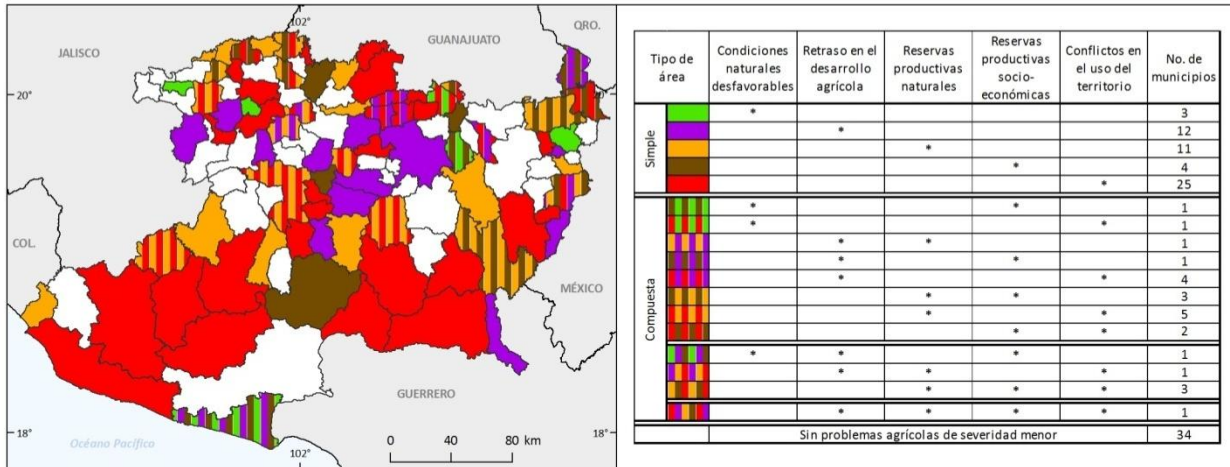 102°
QRO.
JALISCO
GUANAJUATO
20°
20°
COL.
MÉXICO
GUERRERO
18°
Océano Pacífico
0 40 80 km
18°
102°
Tipo de área Condiciones naturales desfavorables Retraso en el desarrollo agrícola Reservas productivas naturales Reservas productivas socio-económicas Conflictos en el uso del territorio No. de municipios
Simple
* 3
* 12
* 11
* 4
* 25
Compuesta
* * 1
* * 1
* * 1
* * 1
* * 4
* * 3
* * 5
* * 2
* * * 1
* * * 1
* * * 3
* * * * 1
Sin problemas agrícolas de severidad menor 34